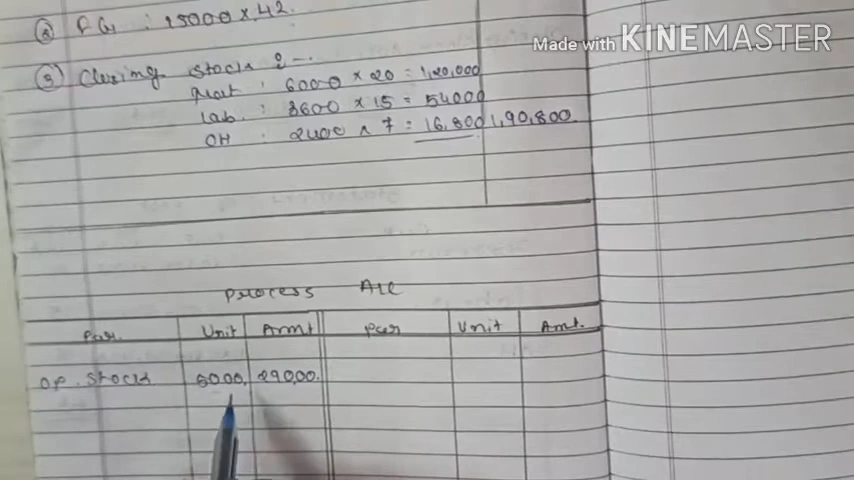 ② FG : 15000 x 42.
Made with KINEMASTER
③ Closing stock :-
Mat : 6000 x 20 = 1,20,000
Lab. : 3600 x 15 = 54000
OH : 2400 x 7 = 16,800 1,90,800
Process A/c
Par. Unit Amt Par Unit Amt.
OP. Stock 29000.